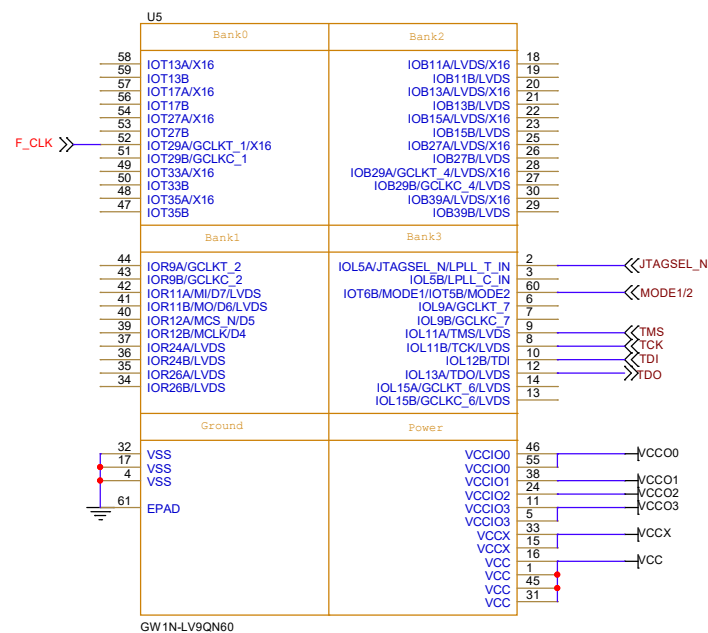 U5
Bank0 Bank2
58 IOT13A/X16 IOB11A/LVDS/X16 18
59 IOT13B IOB11B/LVDS 19
57 IOT17A/X16 IOB13A/LVDS/X16 20
56 IOT17B IOB13B/LVDS 21
54 IOT27A/X16 IOB15A/LVDS/X16 22
53 IOT27B IOB15B/LVDS 23
F_CLK 52 IOT29A/GCLKT_1/X16 IOB27A/LVDS/X16 25
51 IOT29B/GCLKC_1 IOB27B/LVDS 26
49 IOT33A/X16 IOB29A/GCLKT_4/LVDS/X16 28
50 IOT33B IOB29B/GCLKC_4/LVDS 27
48 IOT35A/X16 IOB39A/LVDS/X16 30
47 IOT35B IOB39B/LVDS 29
Bank1 Bank3
44 IOR9A/GCLKT_2 IOL5A/JTAGSEL_N/LPLL_T_IN 2 JTAGSEL_N
43 IOR9B/GCLKC_2 IOL5B/LPLL_C_IN 3
42 IOR11A/MI/D7/LVDS IOT6B/MODE1/IOT5B/MODE2 60 MODE1/2
41 IOR11B/MO/D6/LVDS IOL9A/GCLKT_7 6
40 IOR12A/MCS_N/D5 IOL9B/GCLKC_7 7
39 IOR12B/MCLK/D4 IOL11A/TMS/LVDS 9 TMS
37 IOR24A/LVDS IOL11B/TCK/LVDS 8 TCK
36 IOR24B/LVDS IOL12B/TDI 10 TDI
35 IOR26A/LVDS IOL13A/TDO/LVDS 12 TDO
34 IOR26B/LVDS IOL15A/GCLKT_6/LVDS 14
IOL15B/GCLKC_6/LVDS 13
Ground Power
32 VSS VCCIO0 46 VCCO0
17 VSS VCCIO0 55
4 VSS VCCIO1 38 VCCO1
VCCIO2 24 VCCO2
61 EPAD VCCIO3 11 VCCO3
VCCIO3 5
VCCX 33 VCCX
VCCX 15
VCC 16 VCC
VCC 1
VCC 45
VCC 31
GW1N-LV9QN60